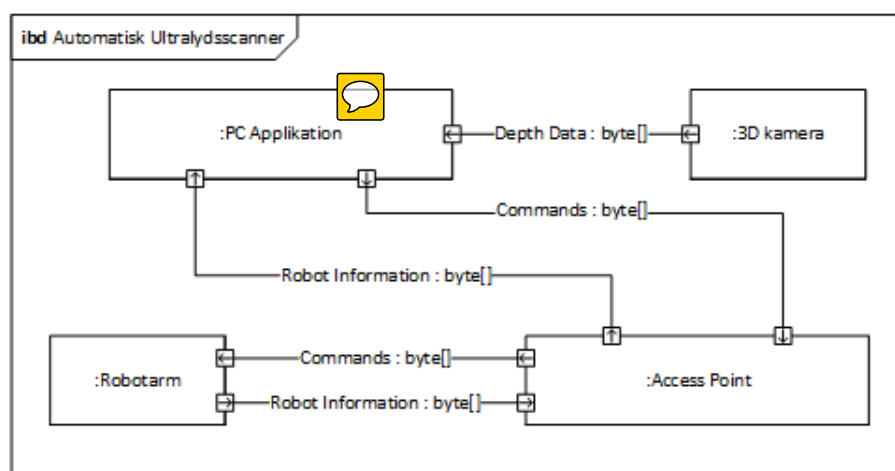 ibd Automatisk Ultralydsscanner
:PC Applikation
Depth Data : byte[]
:3D kamera
Commands : byte[]
Robot Information : byte[]
:Robotarm
Commands : byte[]
Robot Information : byte[]
:Access Point